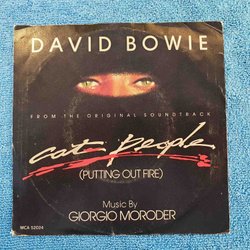 DAVID BOWIE
FROM THE ORIGINAL SOUNDTRACK
cat people
(PUTTING OUT FIRE)
Music By
GIORGIO MORODER
MCA-52024